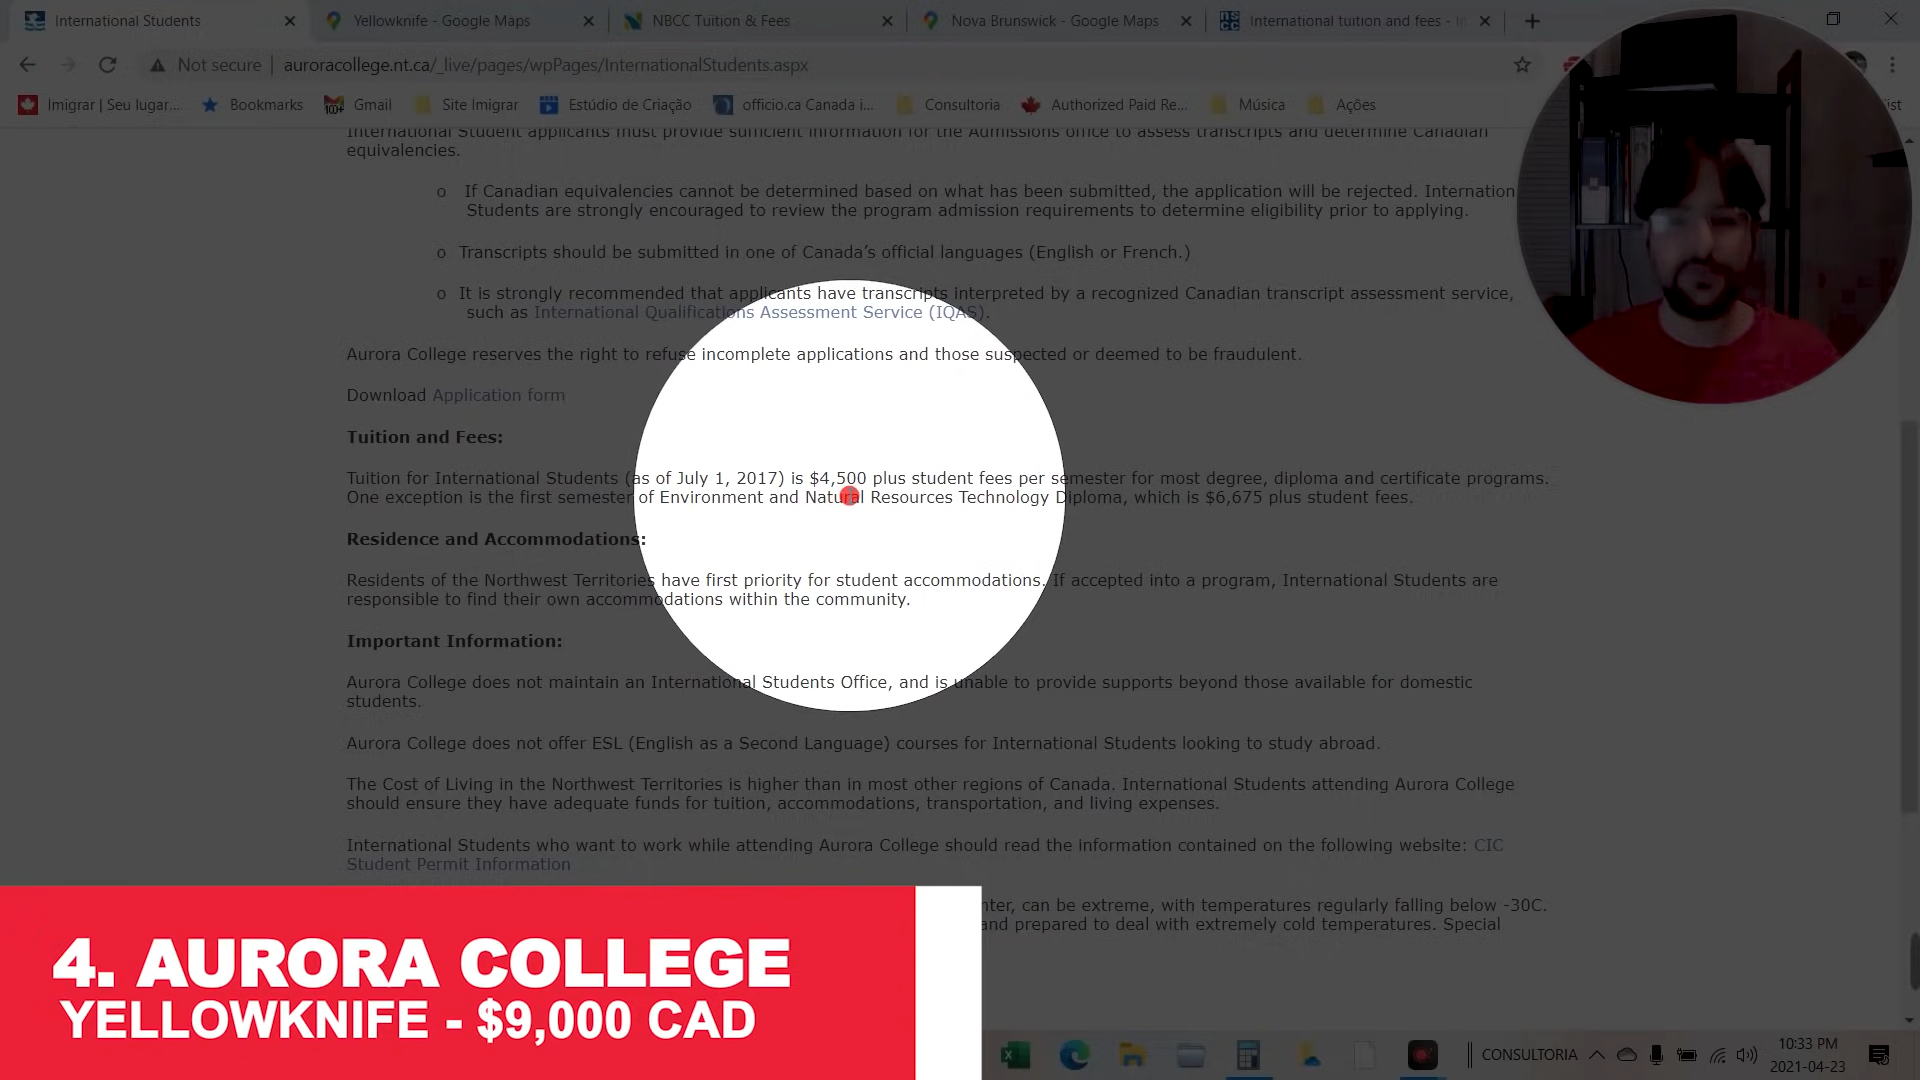 International Students
Yellowknife - Google Maps
NBCC Tuition & Fees
Nova Brunswick - Google Maps
International tuition and fees - In
Not secure
auroracollege.nt.ca/_live/pages/wpPages/InternationalStudents.aspx
Imigrar | Seu lugar...
Bookmarks
100+
Gmail
Site Imigrar
Estúdio de Criação
officio.ca Canada i...
Consultoria
Authorized Paid Re...
Música
Ações
International Student applicants must provide sufficient information for the Admissions office to assess transcripts and determine Canadian
equivalencies.
o If Canadian equivalencies cannot be determined based on what has been submitted, the application will be rejected. Internation
Students are strongly encouraged to review the program admission requirements to determine eligibility prior to applying.
o Transcripts should be submitted in one of Canada's official languages (English or French.)
o It is strongly recommended that applicants have transcripts interpreted by a recognized Canadian transcript assessment service,
such as International Qualifications Assessment Service (IQAS).
Aurora College reserves the right to refuse incomplete applications and those suspected or deemed to be fraudulent.
Download Application form
Tuition and Fees:
Tuition for International Students (as of July 1, 2017) is $4,500 plus student fees per semester for most degree, diploma and certificate programs.
One exception is the first semester of Environment and Natural Resources Technology Diploma, which is $6,675 plus student fees.
Residence and Accommodations:
Residents of the Northwest Territories have first priority for student accommodations. If accepted into a program, International Students are
responsible to find their own accommodations within the community.
Important Information:
Aurora College does not maintain an International Students Office, and is unable to provide supports beyond those available for domestic
students.
Aurora College does not offer ESL (English as a Second Language) courses for International Students looking to study abroad.
The Cost of Living in the Northwest Territories is higher than in most other regions of Canada. International Students attending Aurora College
should ensure they have adequate funds for tuition, accommodations, transportation, and living expenses.
International Students who want to work while attending Aurora College should read the information contained on the following website: CIC
Student Permit Information
nter, can be extreme, with temperatures regularly falling below -30C.
and prepared to deal with extremely cold temperatures. Special
4. AURORA COLLEGE
YELLOWKNIFE - $9,000 CAD
CONSULTORIA
10:33 PM
2021-04-23